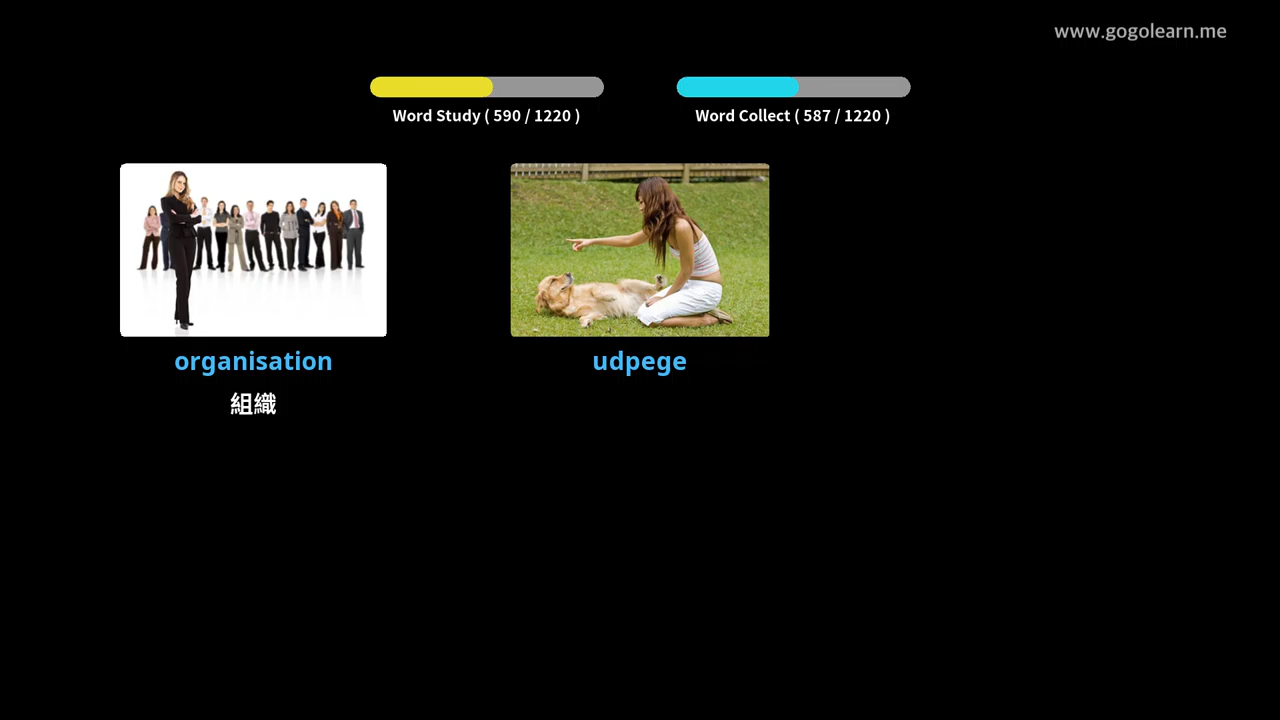 www.gogolearn.me
Word Study ( 590 / 1220 )
Word Collect ( 587 / 1220 )
organisation
udpege
組織